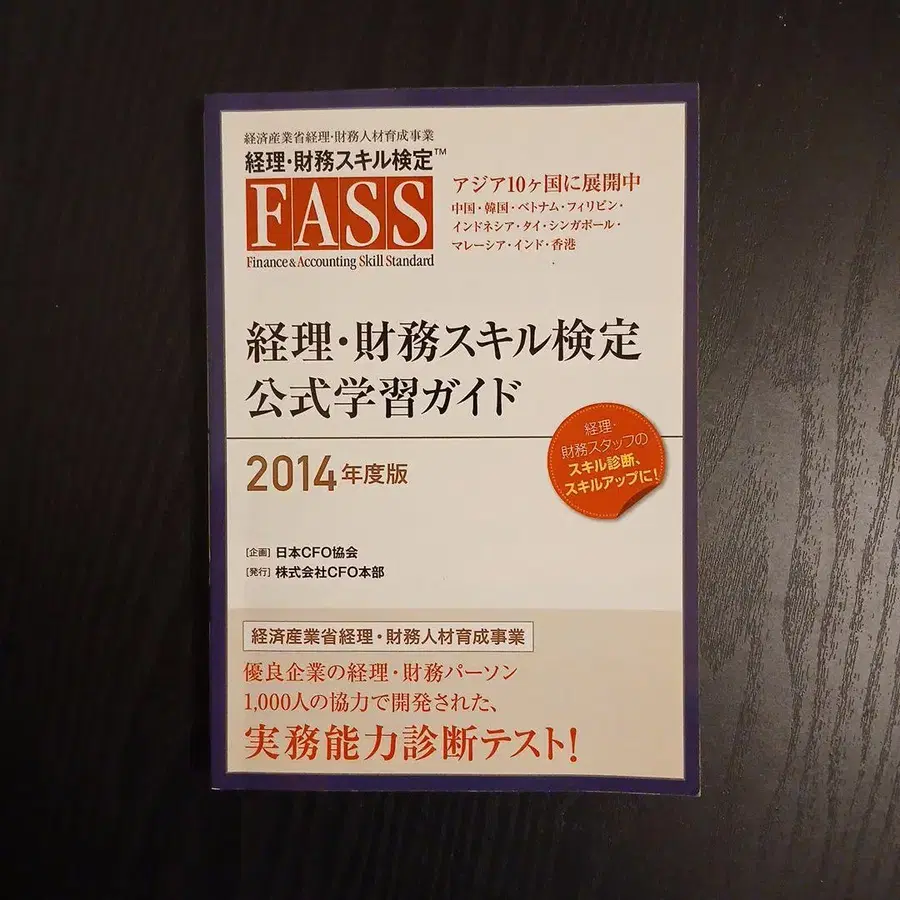 経済産業省経理・財務人材育成事業
経理・財務スキル検定™
FASS
Finance & Accounting Skill Standard
アジア10ヶ国に展開中
中国・韓国・ベトナム・フィリピン・
インドネシア・タイ・シンガポール・
マレーシア・インド・香港
経理・財務スキル検定
公式学習ガイド
2014年度版
経理・
財務スタッフの
スキル診断、
スキルアップに!
[企画] 日本CFO協会
[発行] 株式会社CFO本部
経済産業省経理・財務人材育成事業
優良企業の経理・財務パーソン
1,000人の協力で開発された、
実務能力診断テスト!